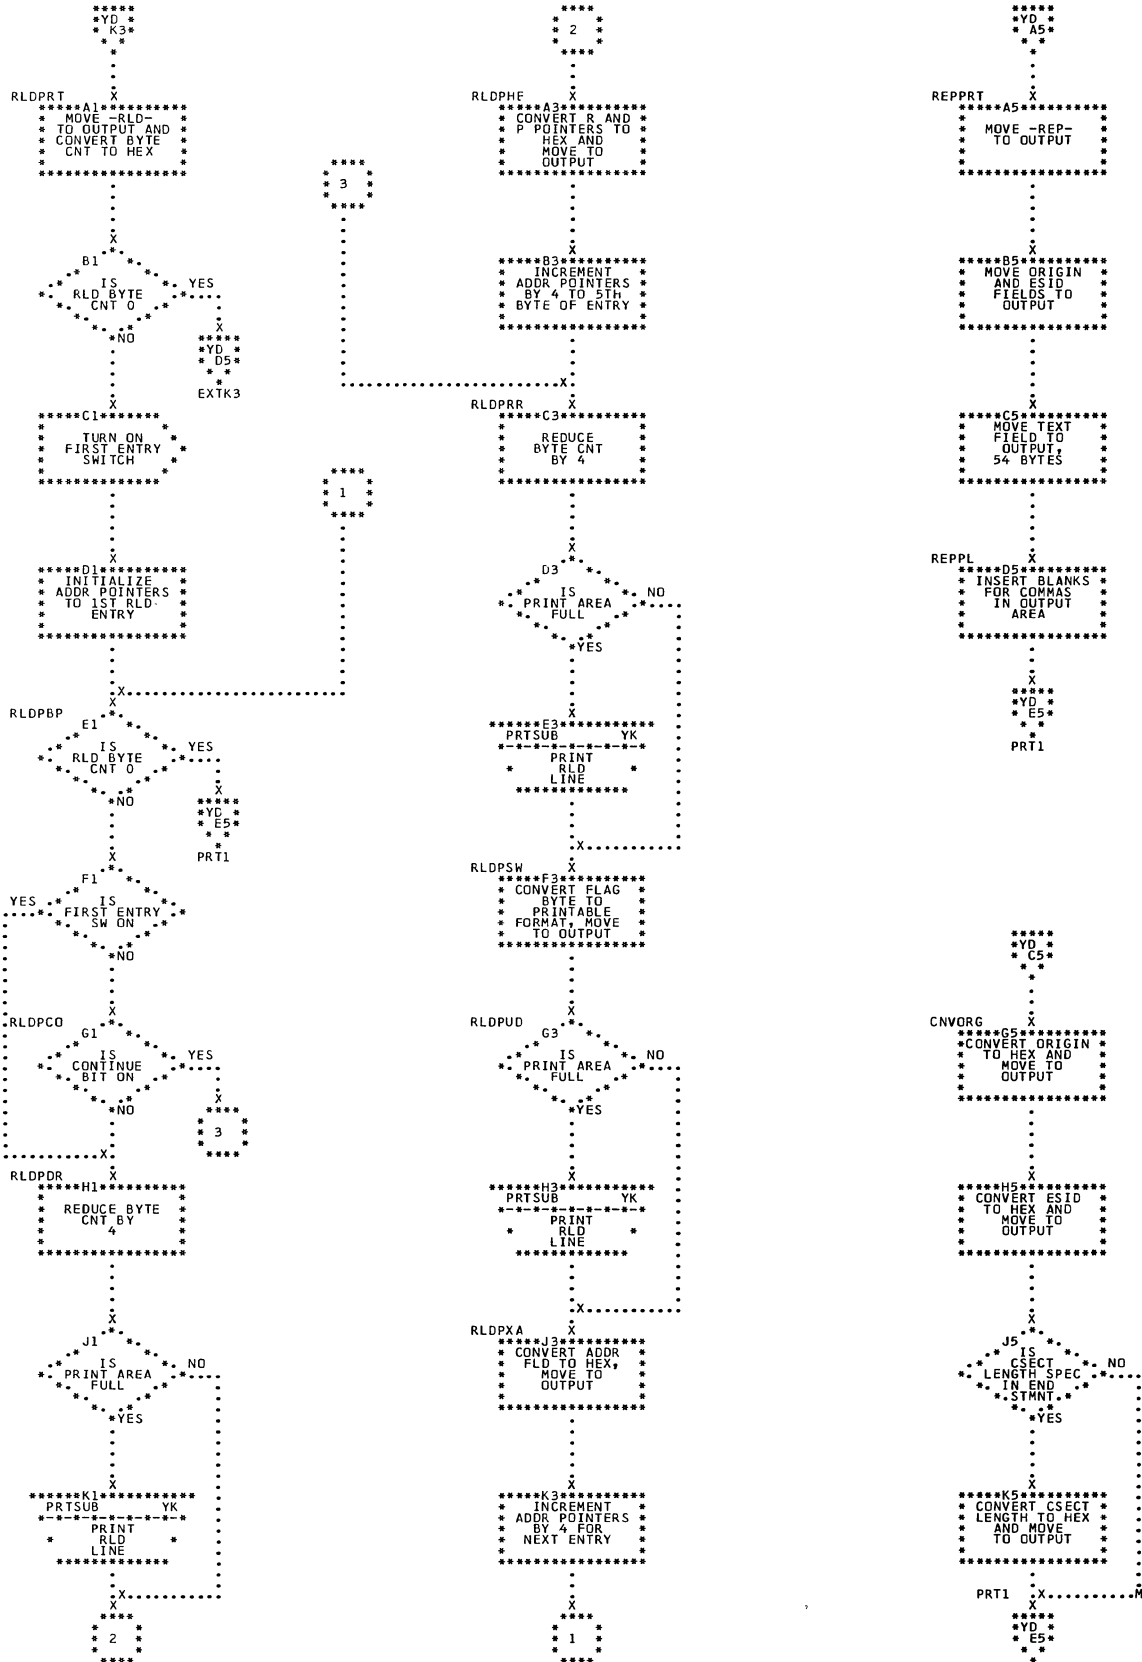 YD
K3
RLDPRT
A1
MOVE -RLD-
TO OUTPUT AND
CONVERT BYTE
CNT TO HEX
B1
IS
RLD BYTE
CNT 0
YES
NO
YD
D5
EXTK3
C1
TURN ON
FIRST ENTRY
SWITCH
D1
INITIALIZE
ADDR POINTERS
TO 1ST RLD
ENTRY
RLDPBP
E1
IS
RLD BYTE
CNT 0
YES
NO
YD
E5
PRT1
F1
YES
IS
FIRST ENTRY
SW ON
NO
RLDPCO
G1
IS
CONTINUE
BIT ON
YES
NO
3
RLDPDR
H1
REDUCE BYTE
CNT BY
4
J1
IS
PRINT AREA
FULL
NO
YES
K1
PRTSUB YK
PRINT
RLD
LINE
2
2
RLDPHE
A3
CONVERT R AND
P POINTERS TO
HEX AND
MOVE TO
OUTPUT
3
B3
INCREMENT
ADDR POINTERS
BY 4 TO 5TH
BYTE OF ENTRY
RLDPRR
C3
REDUCE
BYTE CNT
BY 4
1
D3
IS
PRINT AREA
FULL
NO
YES
E3
PRTSUB YK
PRINT
RLD
LINE
RLDPSW
F3
CONVERT FLAG
BYTE TO
PRINTABLE
FORMAT, MOVE
TO OUTPUT
RLDPUD
G3
IS
PRINT AREA
FULL
NO
YES
H3
PRTSUB YK
PRINT
RLD
LINE
RLDPXA
J3
CONVERT ADDR
FLD TO HEX,
MOVE TO
OUTPUT
K3
INCREMENT
ADDR POINTERS
BY 4 FOR
NEXT ENTRY
1
YD
A5
REPPRT
A5
MOVE -REP-
TO OUTPUT
B5
MOVE ORIGIN
AND ESID
FIELDS TO
OUTPUT
C5
MOVE TEXT
FIELD TO
OUTPUT,
54 BYTES
REPPL
D5
INSERT BLANKS
FOR COMMAS
IN OUTPUT
AREA
YD
E5
PRT1
YD
C5
CNVORG
G5
CONVERT ORIGIN
TO HEX AND
MOVE TO
OUTPUT
H5
CONVERT ESID
TO HEX AND
MOVE TO
OUTPUT
J5
IS
CSECT
LENGTH SPEC
IN END
STMNT
NO
YES
K5
CONVERT CSECT
LENGTH TO HEX
AND MOVE
TO OUTPUT
PRT1
YD
E5